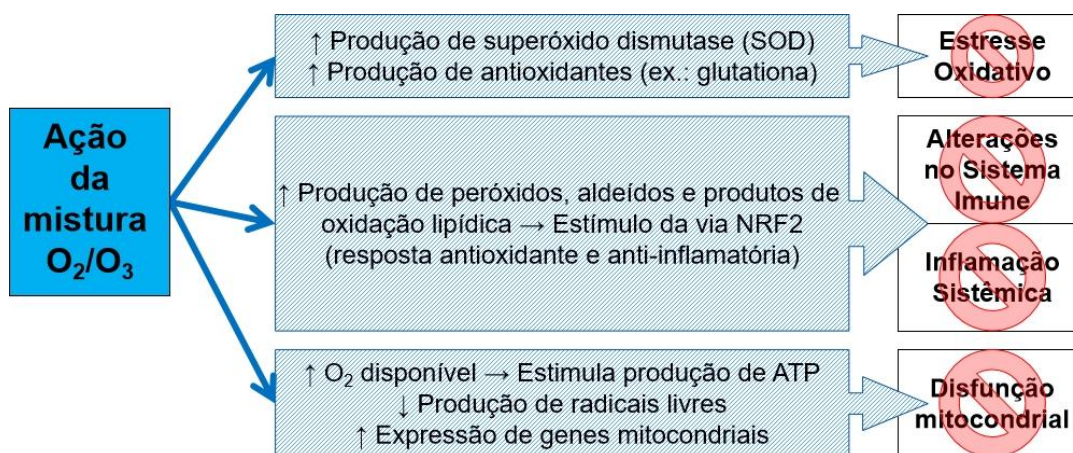 Ação
da
mistura
O₂/O₃
↑ Produção de superóxido dismutase (SOD)
↑ Produção de antioxidantes (ex.: glutationa)
Estresse
Oxidativo
↑ Produção de peróxidos, aldeídos e produtos de
oxidação lipídica → Estímulo da via NRF2
(resposta antioxidante e anti-inflamatória)
Alterações
no Sistema
Imune
Inflamação
Sistêmica
↑ O₂ disponível → Estimula produção de ATP
↓ Produção de radicais livres
↑ Expressão de genes mitocondriais
Disfunção
mitocondrial